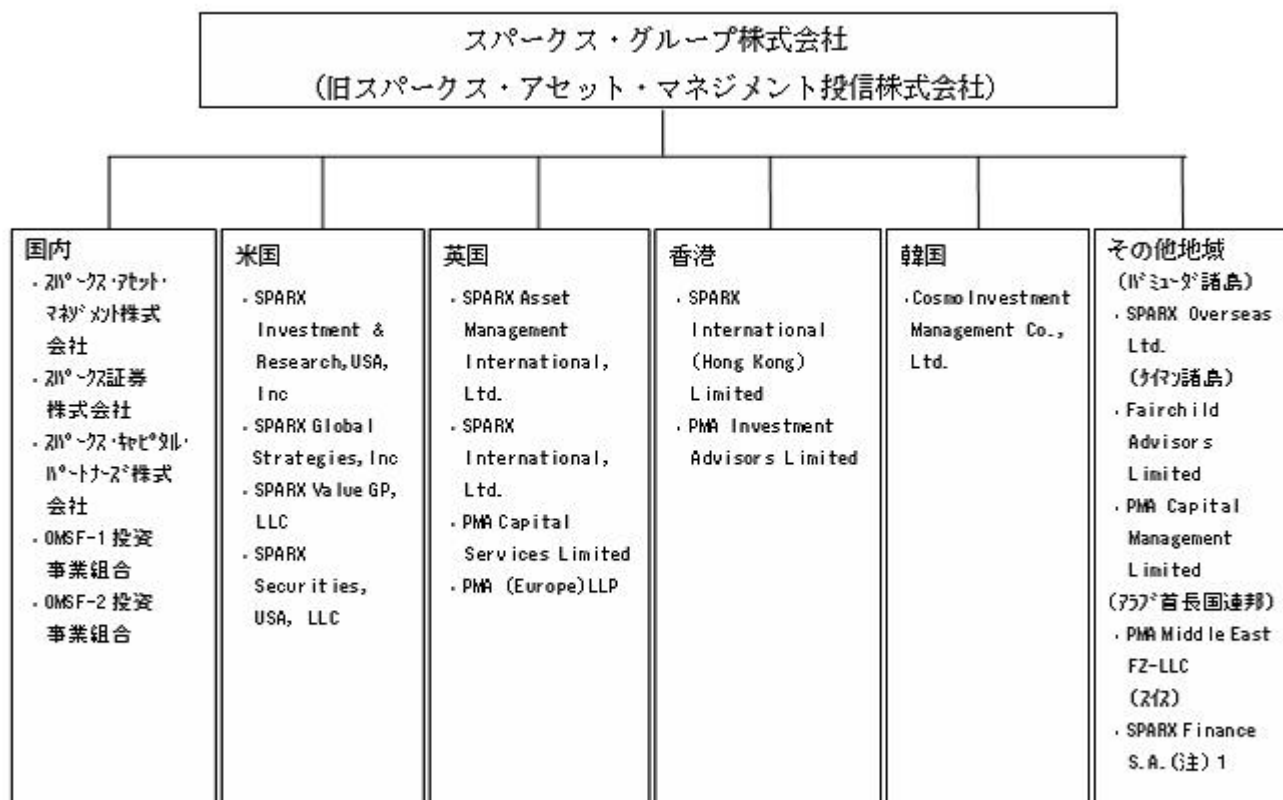 スパークス・グループ株式会社
(旧スパークス・アセット・マネジメント投信株式会社)
国内
・スパークス・アセット・
マネジメント株式
会社
・スパークス証券
株式会社
・スパークス・キャピタル・
パートナーズ株式
会社
・OMSF-1 投資
事業組合
・OMSF-2 投資
事業組合
米国
・SPARX
Investment &
Research,USA,
Inc
・SPARX Global
Strategies,Inc
・SPARX Value GP,
LLC
・SPARX
Securities,
USA, LLC
英国
・SPARX Asset
Management
International,
Ltd.
・SPARX
International,
Ltd.
・PMA Capital
Services Limited
・PMA (Europe)LLP
香港
・SPARX
International
(Hong Kong)
Limited
・PMA Investment
Advisors Limited
韓国
・Cosmo Investment
Management Co.,
Ltd.
その他地域
(バミューダ諸島)
・SPARX Overseas
Ltd.
(ケイマン諸島)
・Fairchild
Advisors
Limited
・PMA Capital
Management
Limited
(アラブ首長国連邦)
・PMA Middle East
FZ-LLC
(スイス)
・SPARX Finance
S.A.(注)1